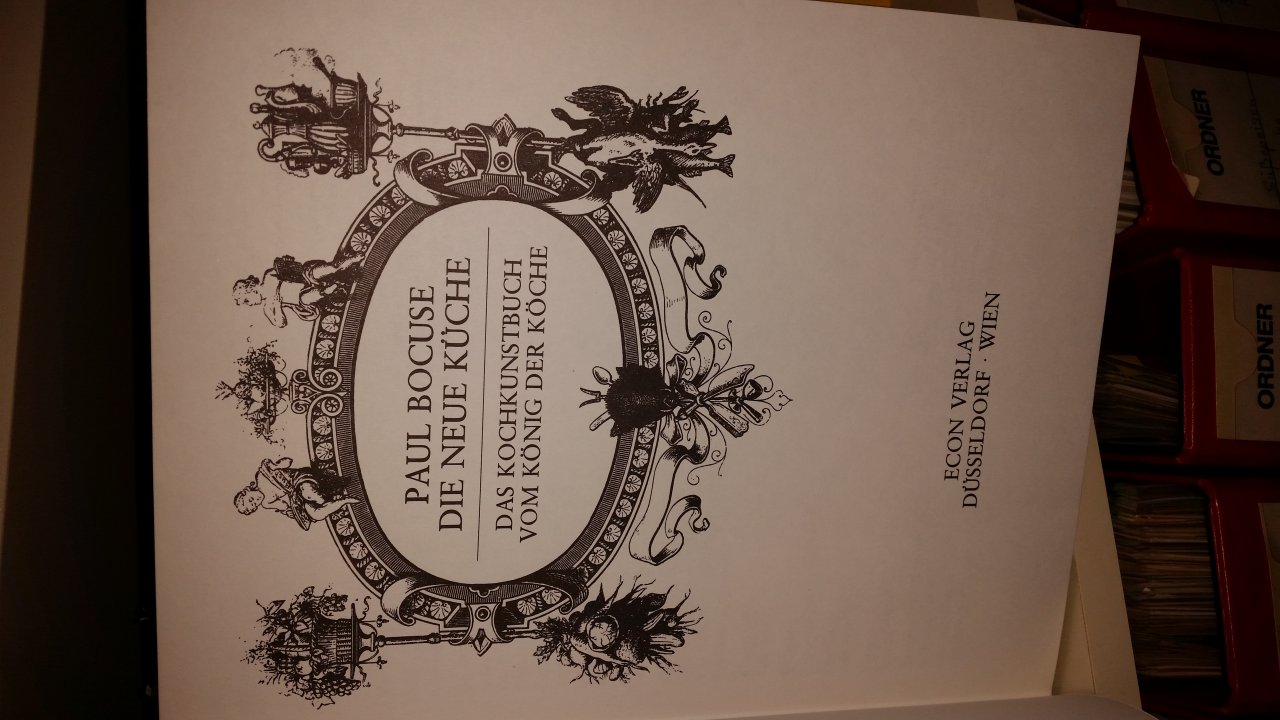 PAUL BOCUSE
DIE NEUE KÜCHE
DAS KOCHKUNSTBUCH
VOM KÖNIG DER KÖCHE
ECON VERLAG
DÜSSELDORF · WIEN
ORDNER
ORDNER